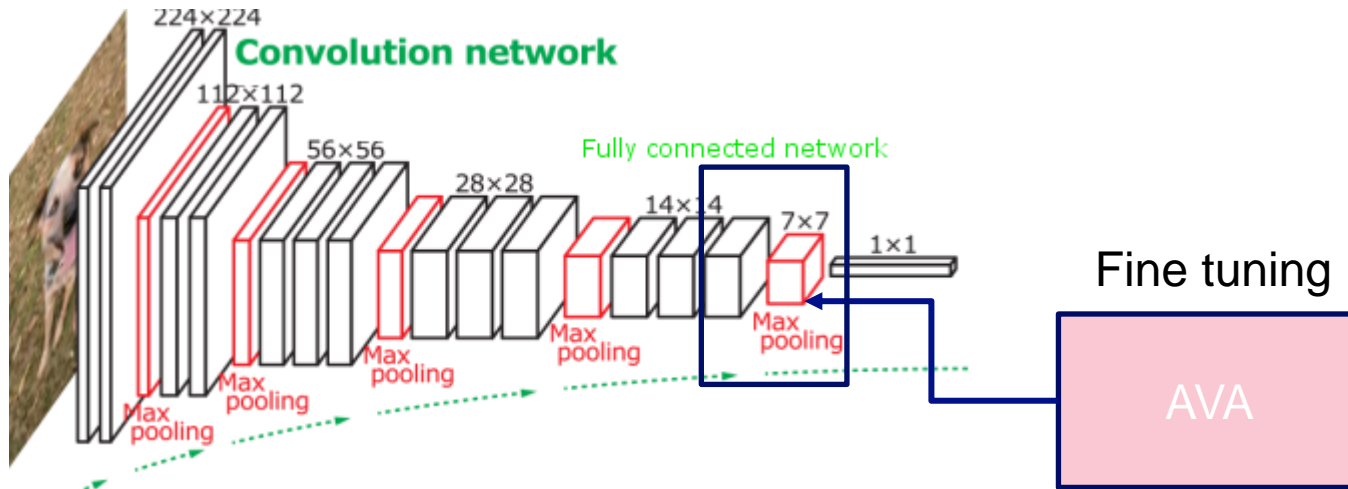 224×224
Convolution network
112×112
56×56
Fully connected network
28×28
14×14
7×7
1×1
Fine tuning
Max
pooling
Max
pooling
Max
pooling
Max
pooling
Max
pooling
AVA